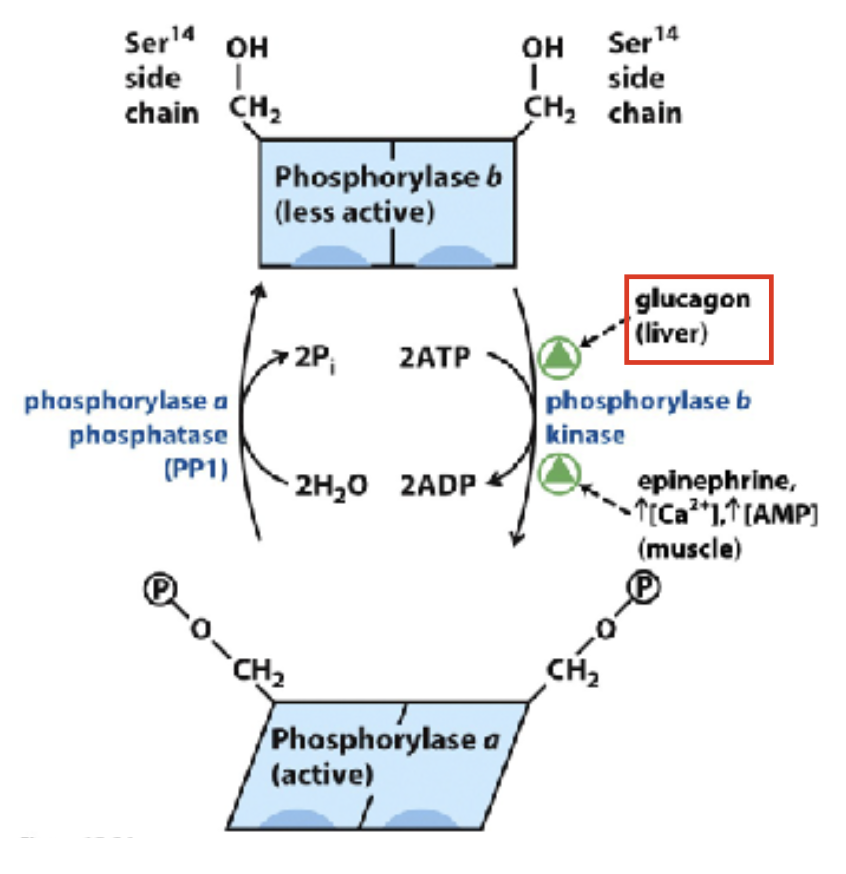 Ser¹⁴
side
chain
OH
CH₂
OH
CH₂
Ser¹⁴
side
chain
Phosphorylase b
(less active)
glucagon
(liver)
2Pᵢ
2ATP
phosphorylase a
phosphatase
(PP1)
phosphorylase b
kinase
2H₂O
2ADP
epinephrine,
↑[Ca²⁺],↑[AMP]
(muscle)
P
O
CH₂
P
O
CH₂
Phosphorylase a
(active)